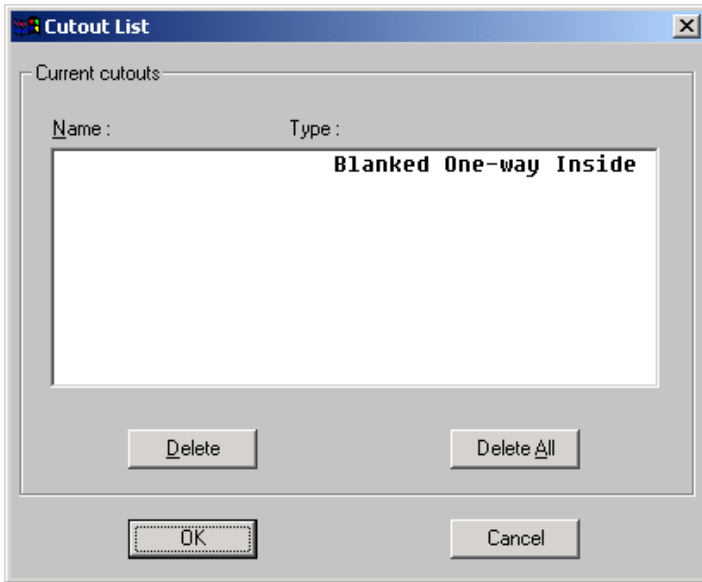 Cutout List
Current cutouts
Name : Type :
Blanked One-way Inside
Delete Delete All
OK Cancel